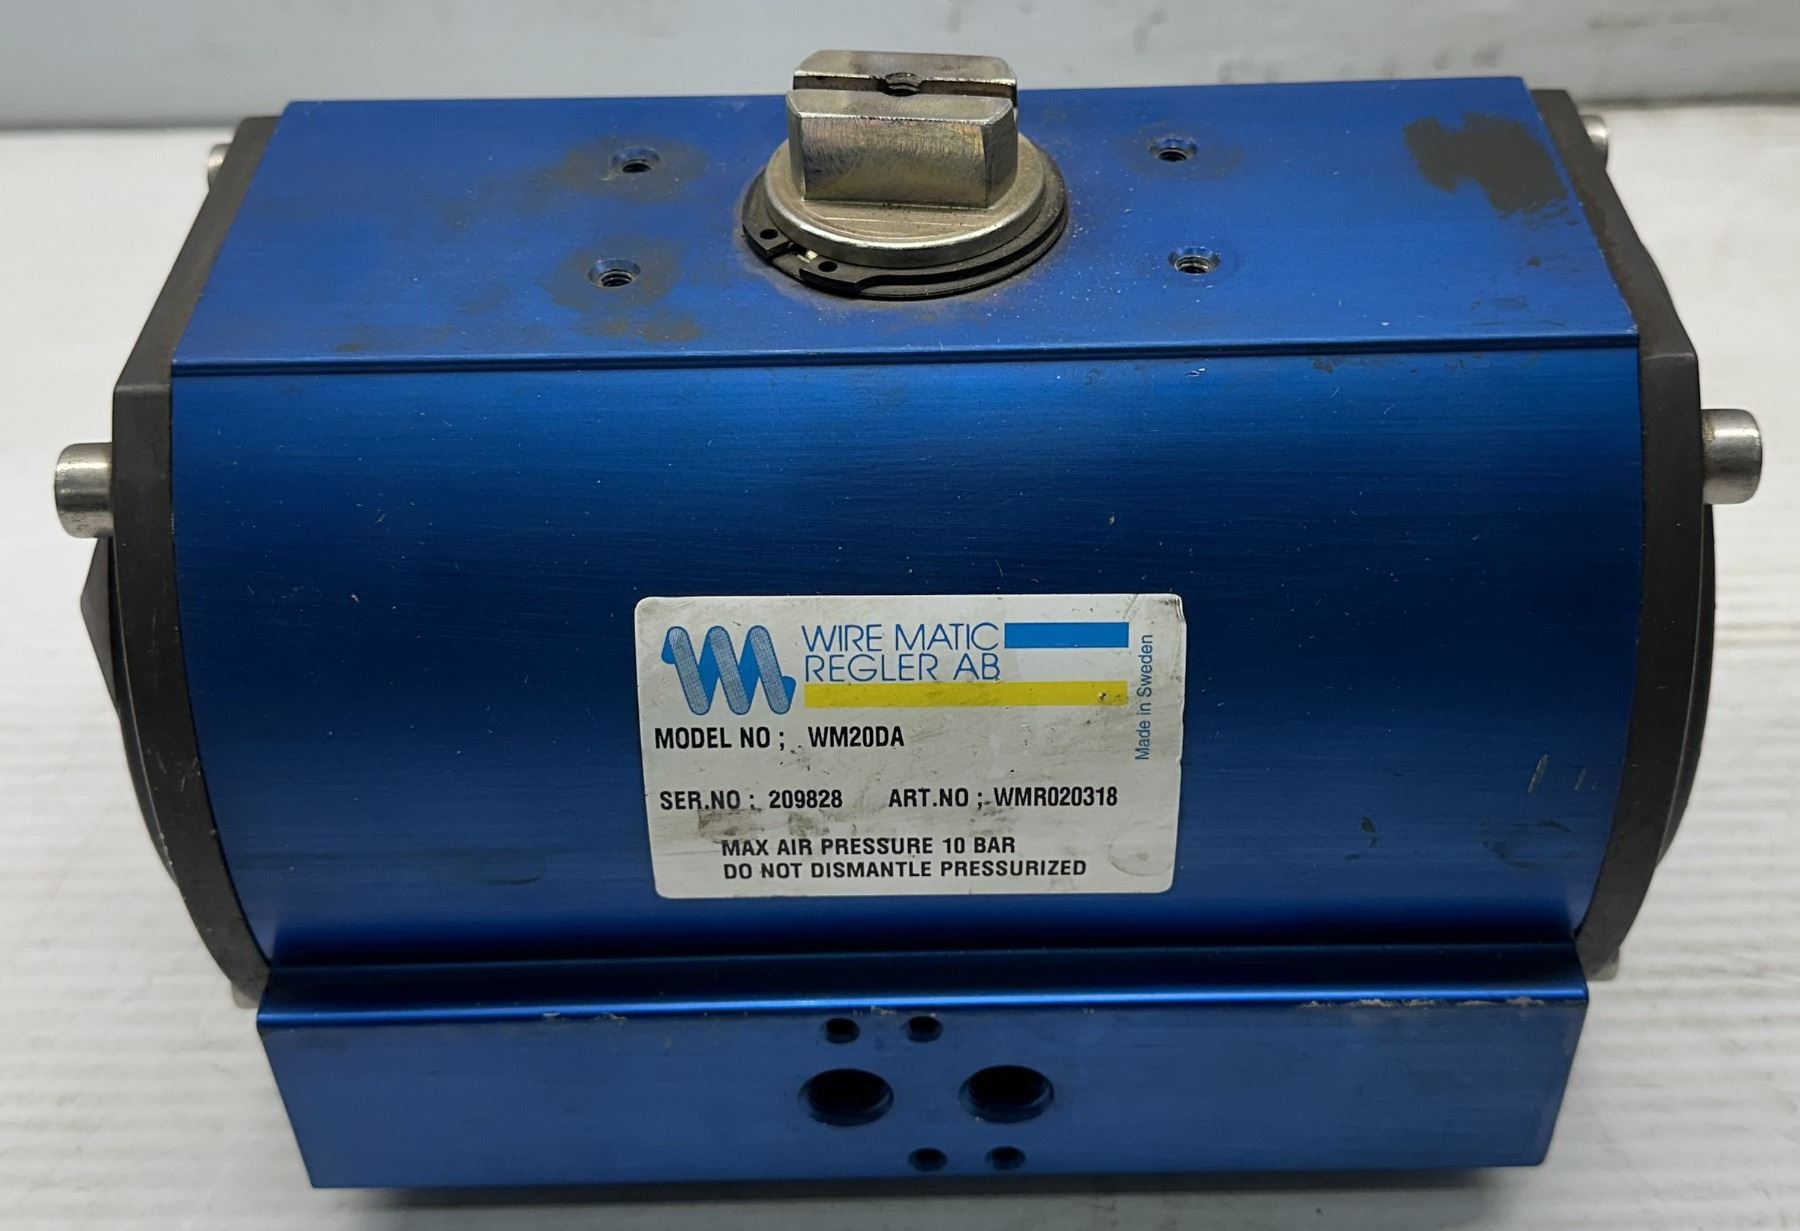 WIRE MATIC
REGLER AB
Made in Sweden
MODEL NO ; WM20DA
SER.NO ; 209828 ART.NO ; WMR020318
MAX AIR PRESSURE 10 BAR
DO NOT DISMANTLE PRESSURIZED